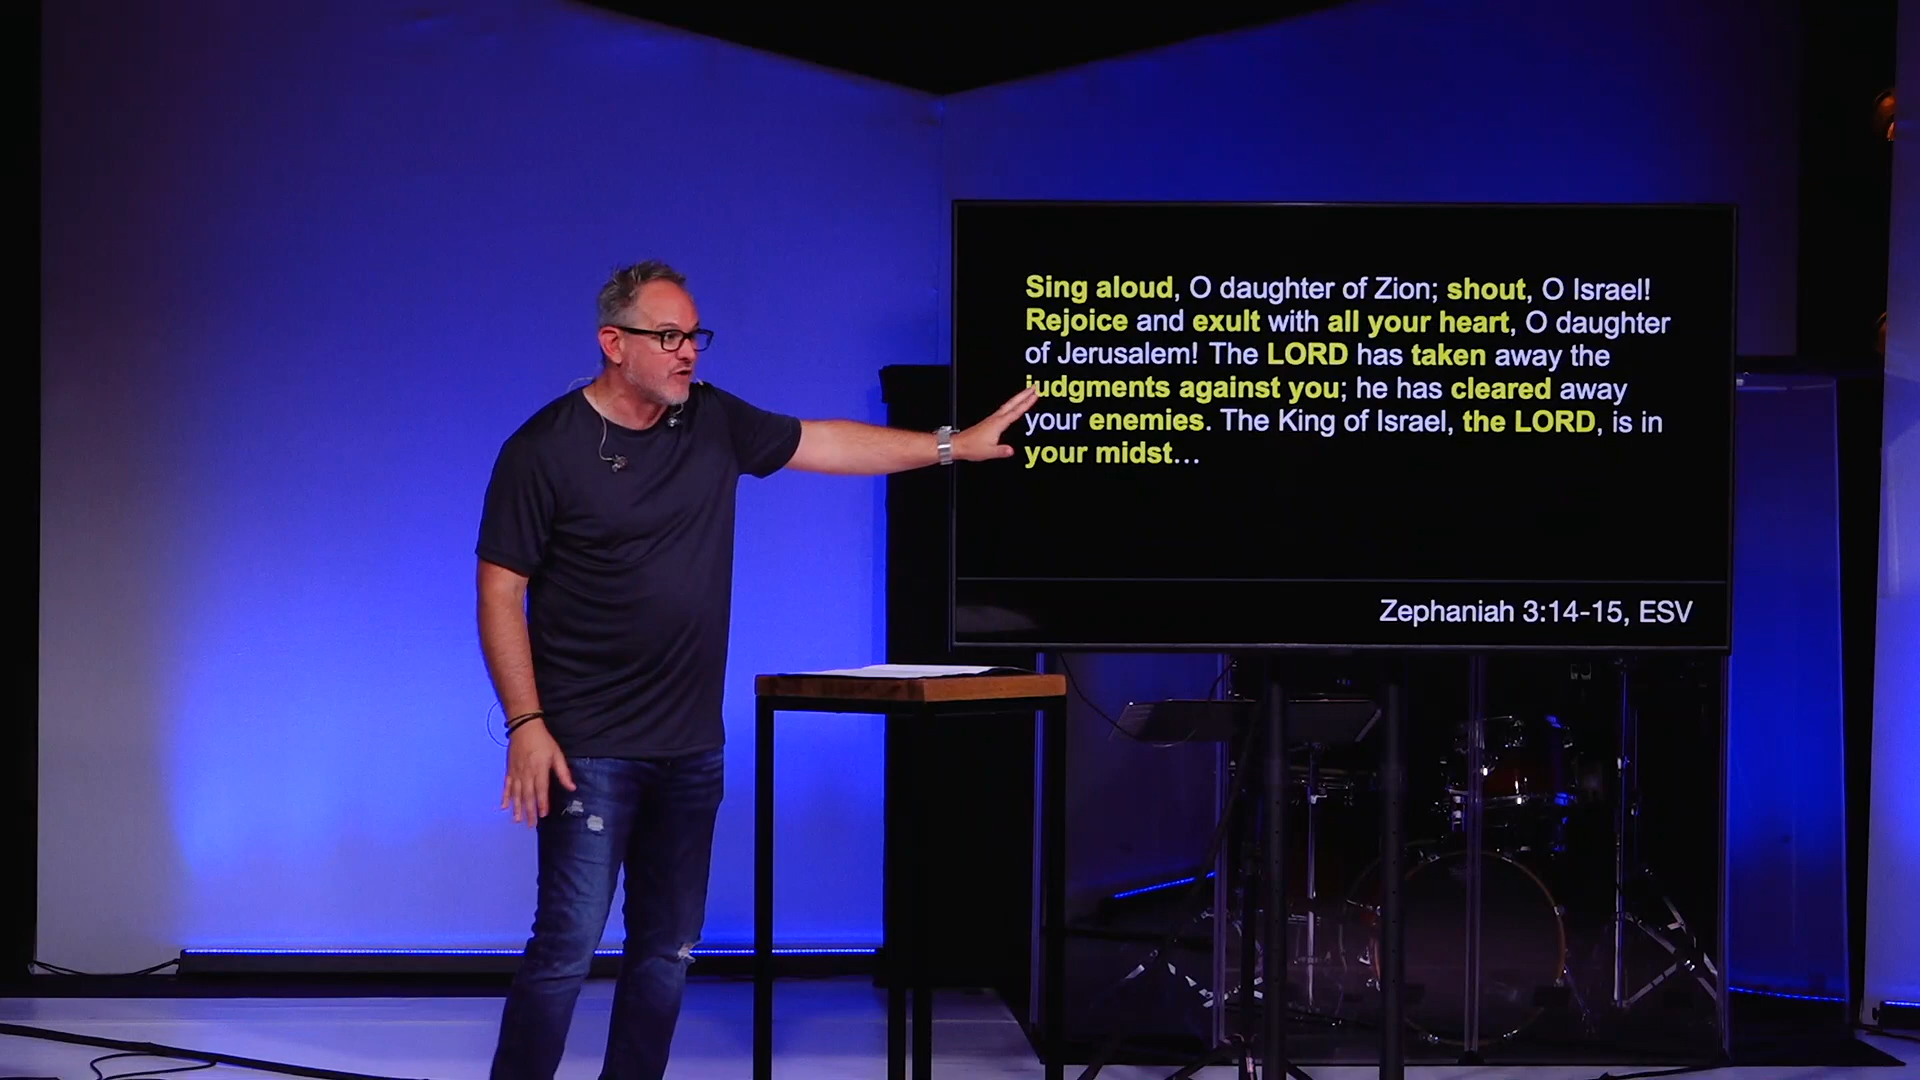 Sing aloud, O daughter of Zion; shout, O Israel!
Rejoice and exult with all your heart, O daughter
of Jerusalem! The LORD has taken away the
judgments against you; he has cleared away
your enemies. The King of Israel, the LORD, is in
your midst…
Zephaniah 3:14-15, ESV